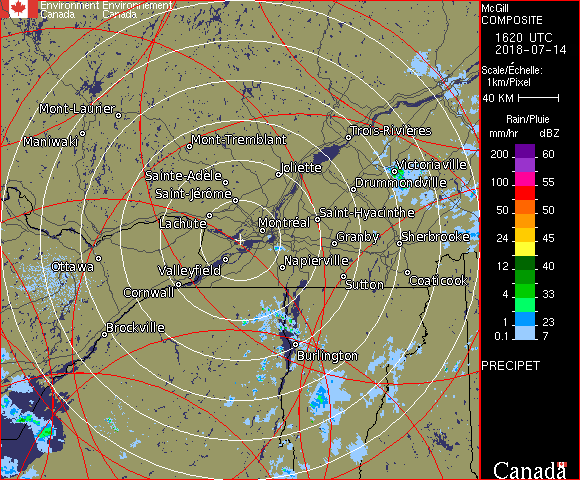 Environment Environnement
Canada Canada
McGill
COMPOSITE
1620 UTC
2018-07-14
Scale/Échelle:
1km/Pixel
40 KM
Rain/Pluie
mm/hr dBZ
200 60
100 55
50 50
24 45
12 40
4 33
1 23
0.1 7
PRECIPET
Canada
Mont-Laurier
Maniwaki
Mont-Tremblant
Trois-Rivières
Joliette
Victoriaville
Sainte-Adèle
Drummondville
Saint-Jérôme
Lachute
Saint-Hyacinthe
Montréal
Granby
Sherbrooke
Ottawa
Valleyfield
Napierville
Cornwall
Sutton
Coaticook
Brockville
Burlington